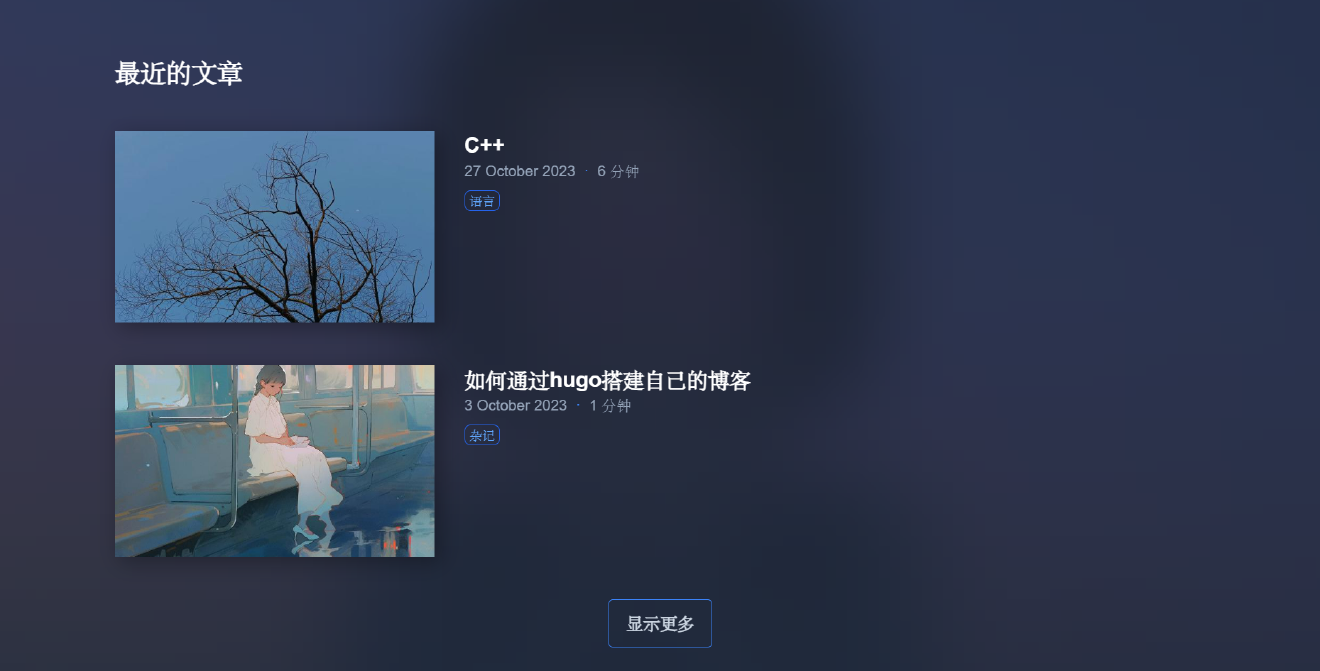 最近的文章
C++
27 October 2023 · 6 分钟
语言
如何通过hugo搭建自己的博客
3 October 2023 · 1 分钟
杂记
显示更多